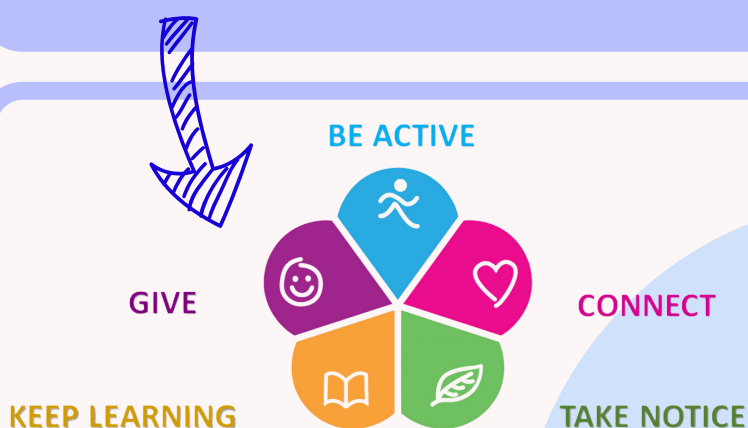 BE ACTIVE
GIVE
CONNECT
KEEP LEARNING
TAKE NOTICE